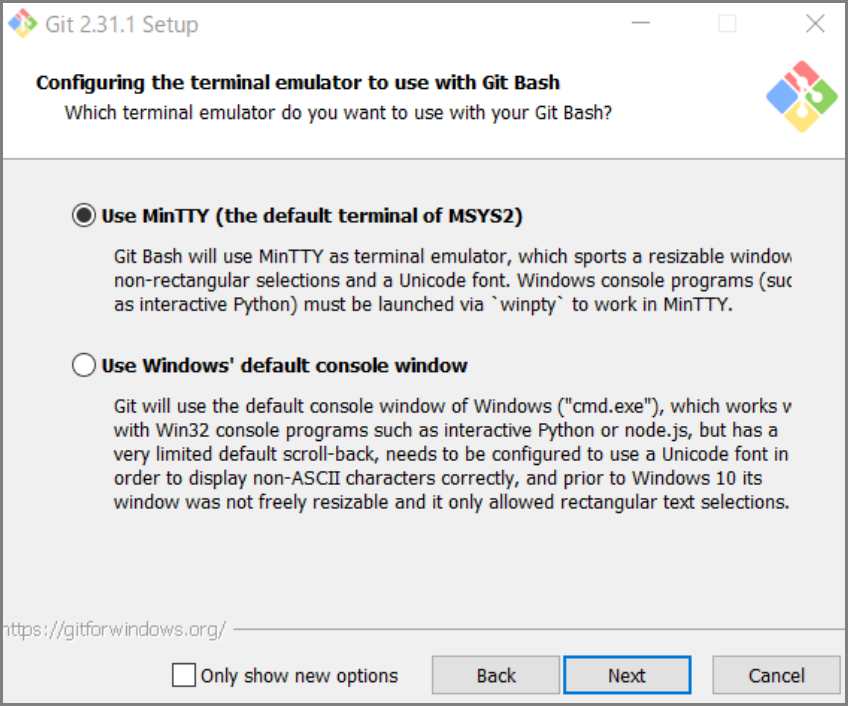 Git 2.31.1 Setup
Configuring the terminal emulator to use with Git Bash
Which terminal emulator do you want to use with your Git Bash?
Use MinTTY (the default terminal of MSYS2)
Git Bash will use MinTTY as terminal emulator, which sports a resizable window
non-rectangular selections and a Unicode font. Windows console programs (suc
as interactive Python) must be launched via `winpty` to work in MinTTY.
Use Windows' default console window
Git will use the default console window of Windows ("cmd.exe"), which works w
with Win32 console programs such as interactive Python or node.js, but has a
very limited default scroll-back, needs to be configured to use a Unicode font in
order to display non-ASCII characters correctly, and prior to Windows 10 its
window was not freely resizable and it only allowed rectangular text selections.
https://gitforwindows.org/
Only show new options
Back
Next
Cancel